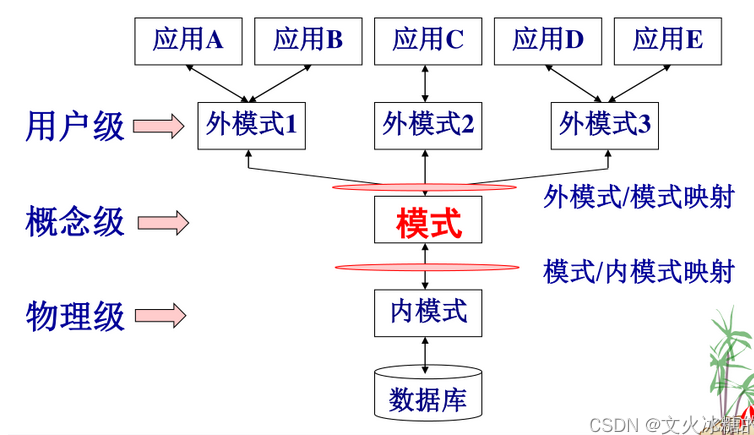 应用A 应用B 应用C 应用D 应用E
用户级 外模式1 外模式2 外模式3
外模式/模式映射
概念级 模式
模式/内模式映射
物理级 内模式
数据库
CSDN @文火冰糖的